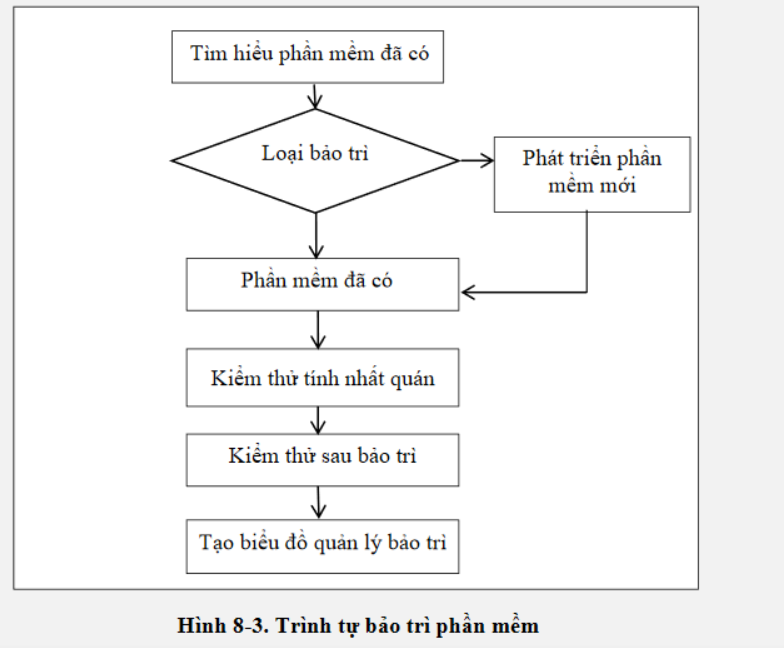 Tìm hiểu phần mềm đã có
Loại bảo trì
Phát triển phần
mềm mới
Phần mềm đã có
Kiểm thử tính nhất quán
Kiểm thử sau bảo trì
Tạo biểu đồ quản lý bảo trì
Hình 8-3. Trình tự bảo trì phần mềm